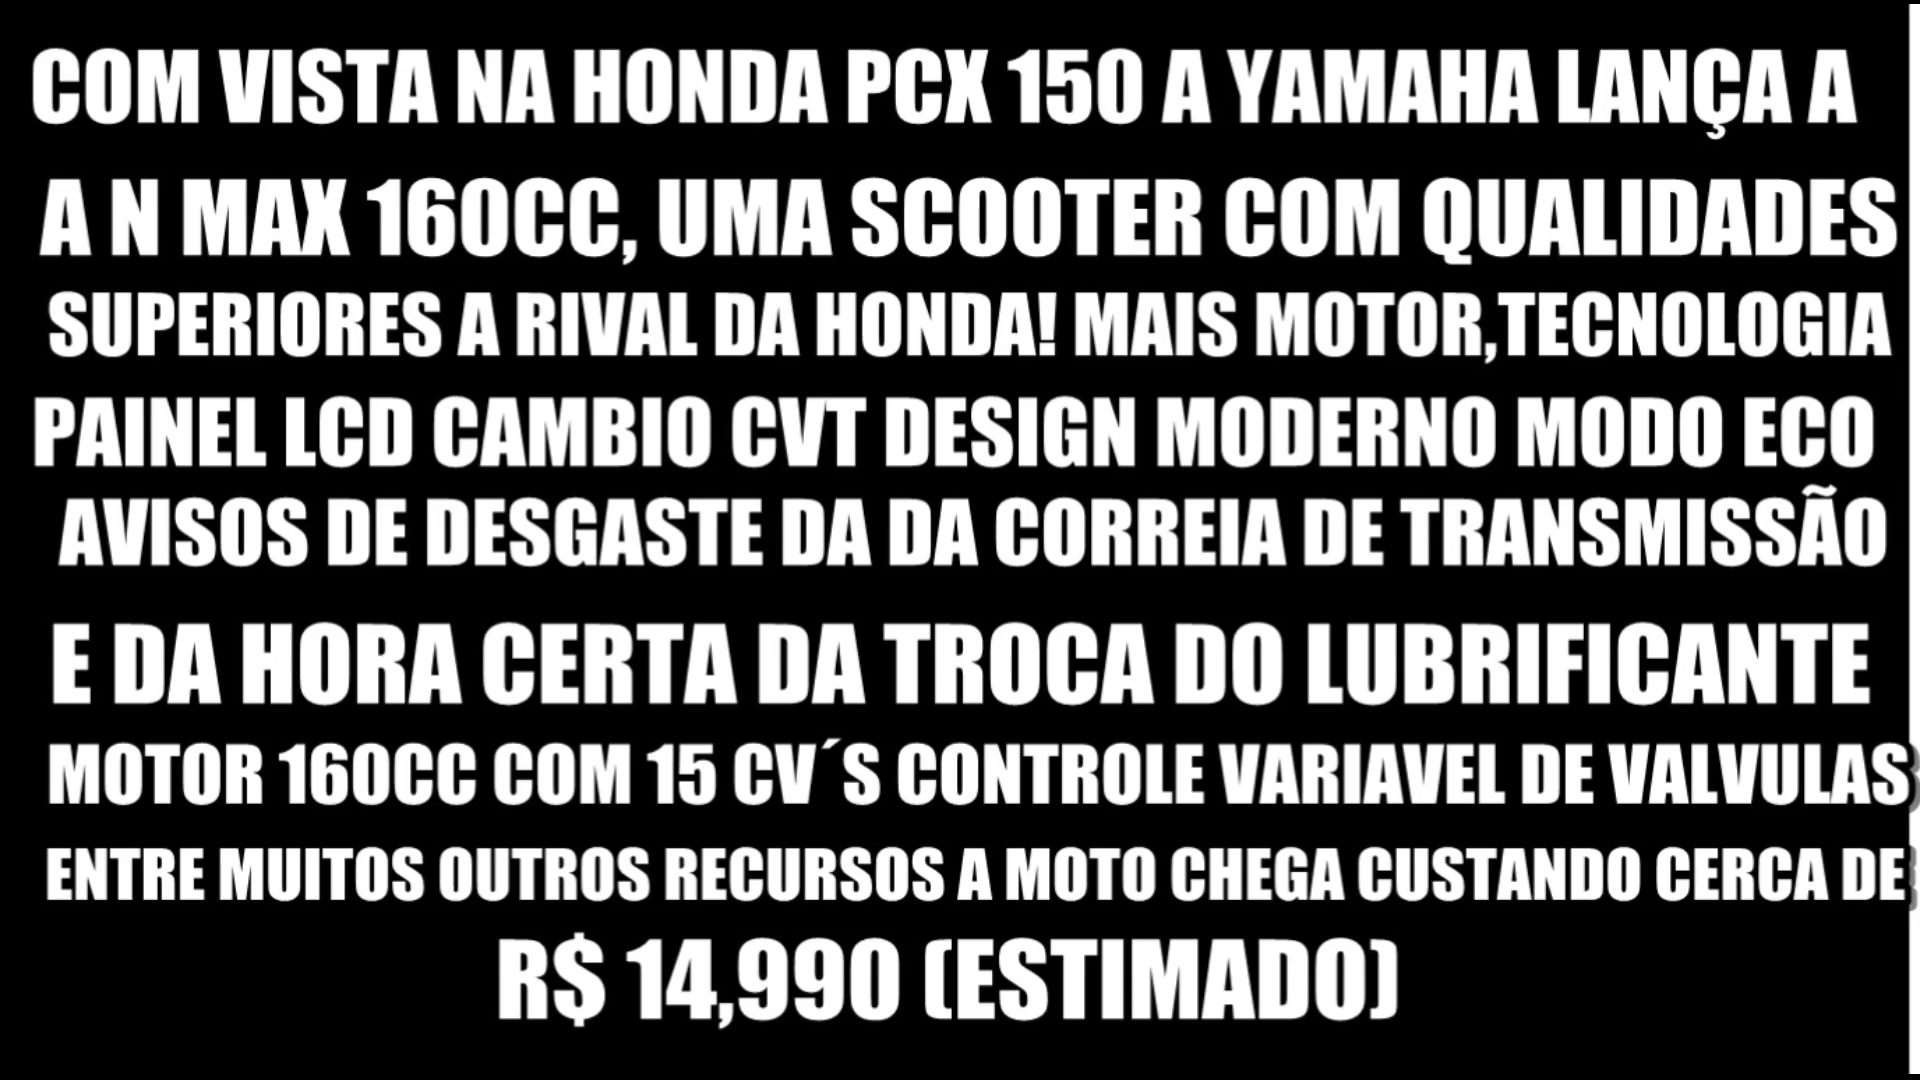 COM VISTA NA HONDA PCX 150 A YAMAHA LANÇA A
A N MAX 160CC, UMA SCOOTER COM QUALIDADES
SUPERIORES A RIVAL DA HONDA! MAIS MOTOR,TECNOLOGIA
PAINEL LCD CAMBIO CVT DESIGN MODERNO MODO ECO
AVISOS DE DESGASTE DA DA CORREIA DE TRANSMISSÃO
E DA HORA CERTA DA TROCA DO LUBRIFICANTE
MOTOR 160CC COM 15 CV´S CONTROLE VARIAVEL DE VALVULAS
ENTRE MUITOS OUTROS RECURSOS A MOTO CHEGA CUSTANDO CERCA DE
R$ 14,990 (ESTIMADO)